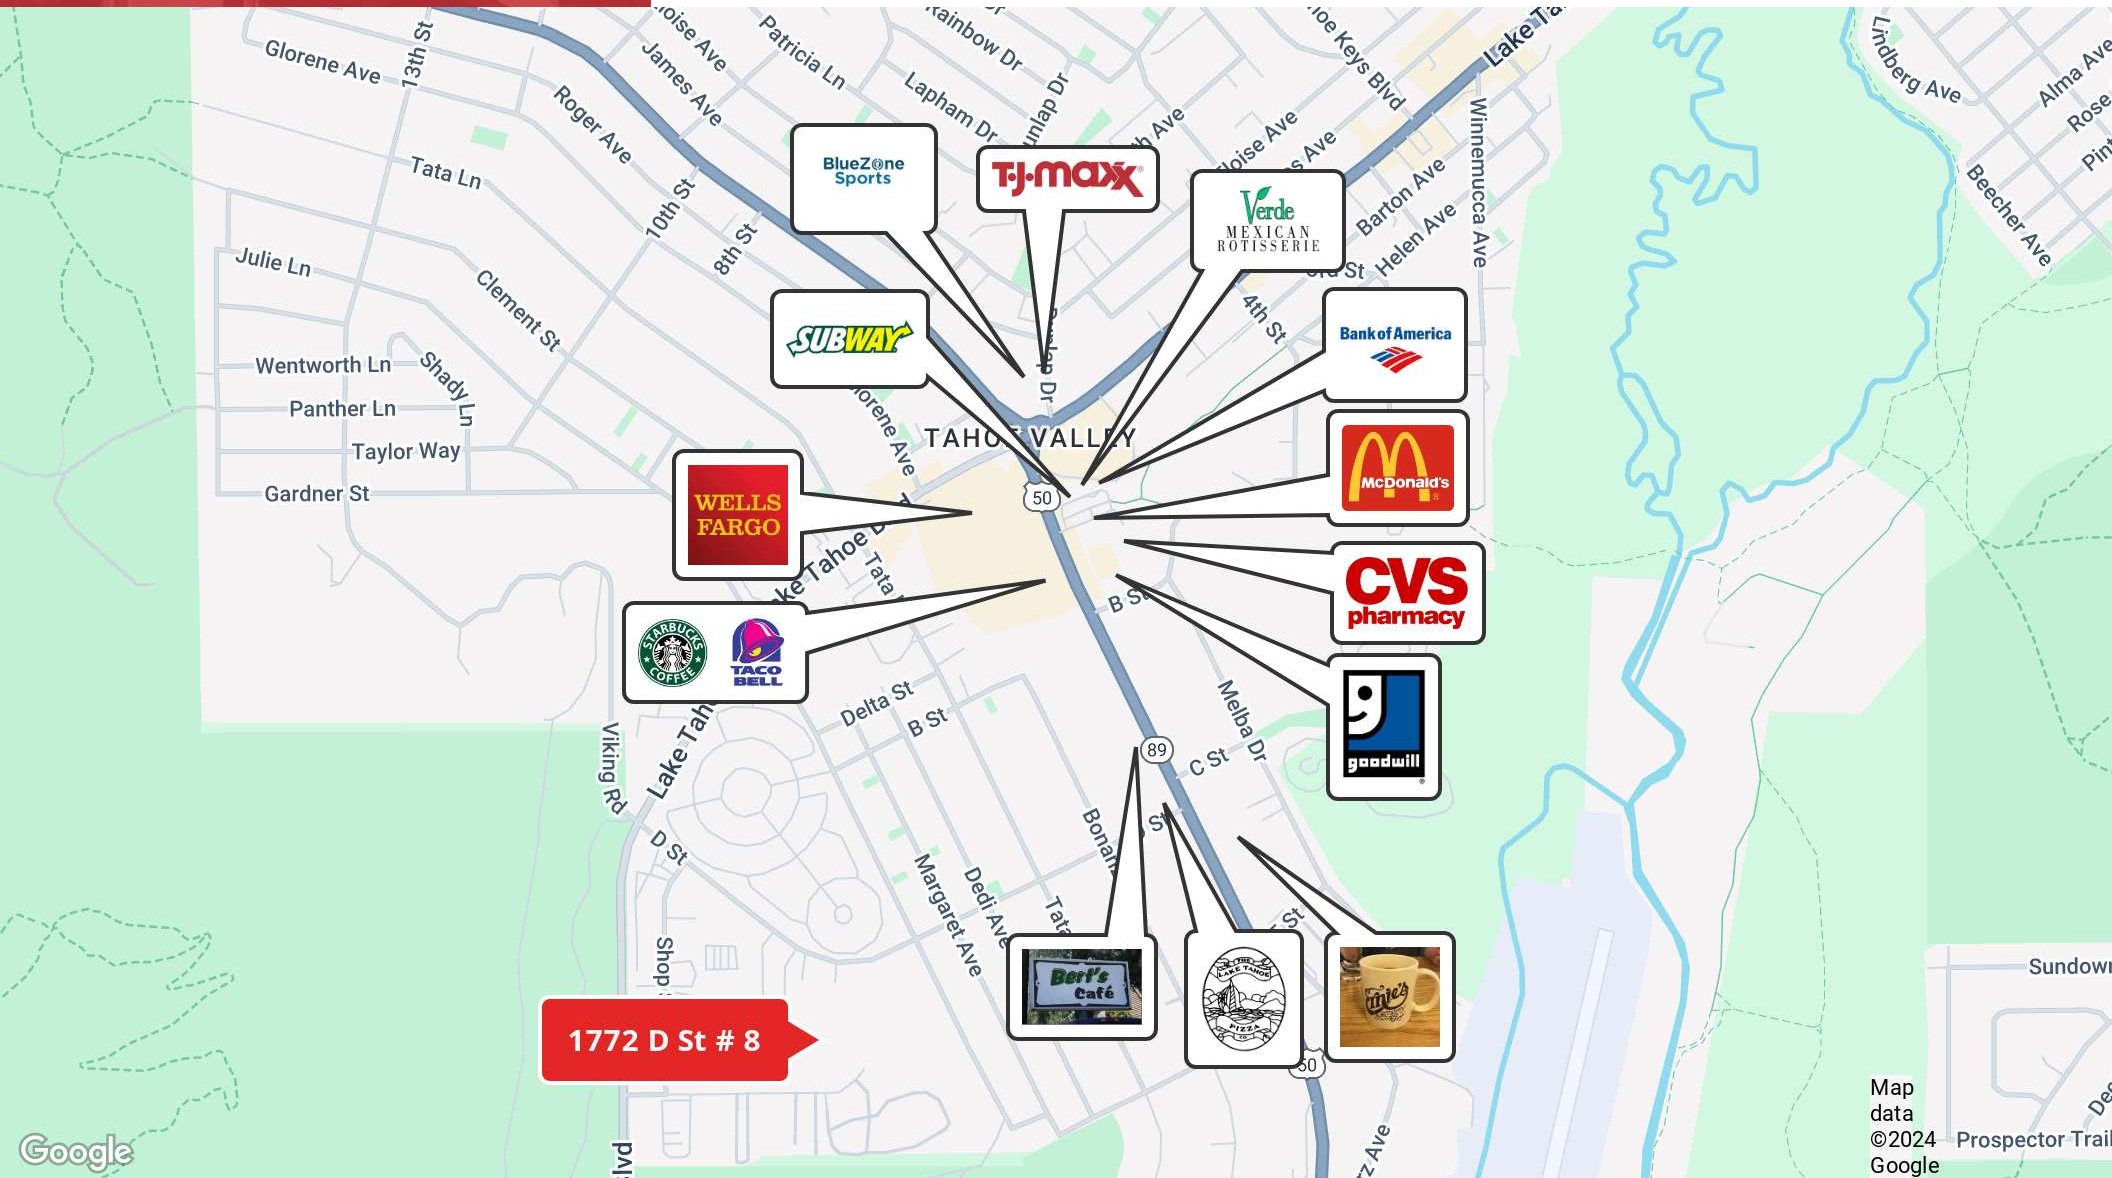 Glorene Ave
13th St
James Ave
Patricia Ln
Rainbow Dr
Lapham Dr
Roger Ave
Tata Ln
10th St
8th St
Julie Ln
Clement St
Wentworth Ln
Shady Ln
Panther Ln
Taylor Way
Gardner St
Lindberg Ave
Alma Ave
Beecher Ave
Winnemucca Ave
Barton Ave
Helen Ave
4th St
BlueZone
Sports
T·J·maxx
Verde
MEXICAN
ROTISSERIE
SUBWAY
Bank of America
TAHOE VALLEY
50
McDonald's
WELLS
FARGO
CVS
pharmacy
B St
STARBUCKS
COFFEE
TACO
BELL
goodwill
Delta St
B St
Melba Dr
89
C St
Viking Rd
D St
Margaret Ave
Dedi Ave
Bert's
Café
THE
LAKE TAHOE
PIZZA
CO
50
1772 D St # 8
Prospector Trail
Map
data
©2024
Google
Google